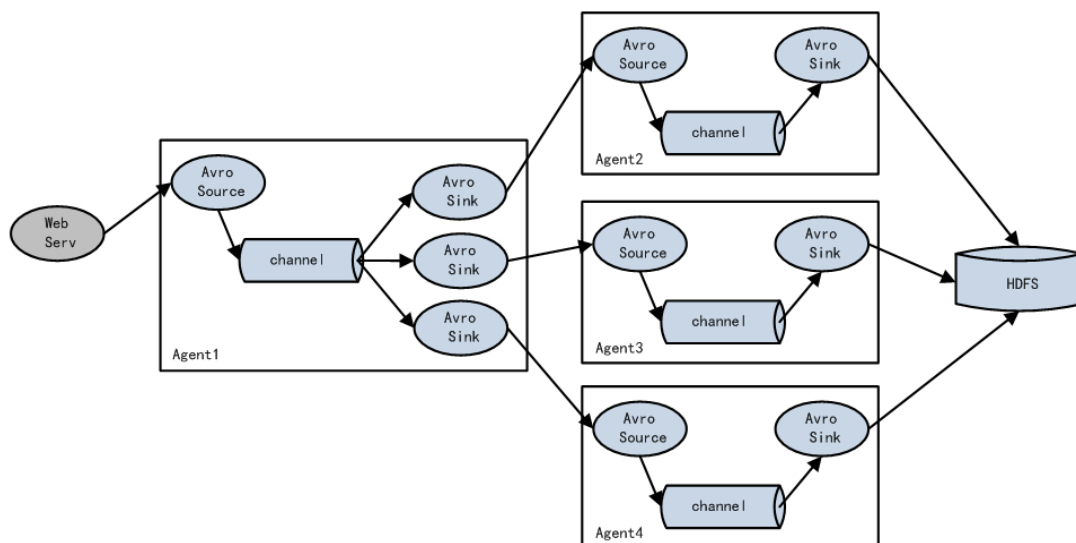 Web
Serv
Avro
Source
channel
Avro
Sink
Avro
Sink
Avro
Sink
Agent1
Avro
Source
channel
Avro
Sink
Agent2
Avro
Source
channel
Avro
Sink
Agent3
Avro
Source
channel
Avro
Sink
Agent4
HDFS